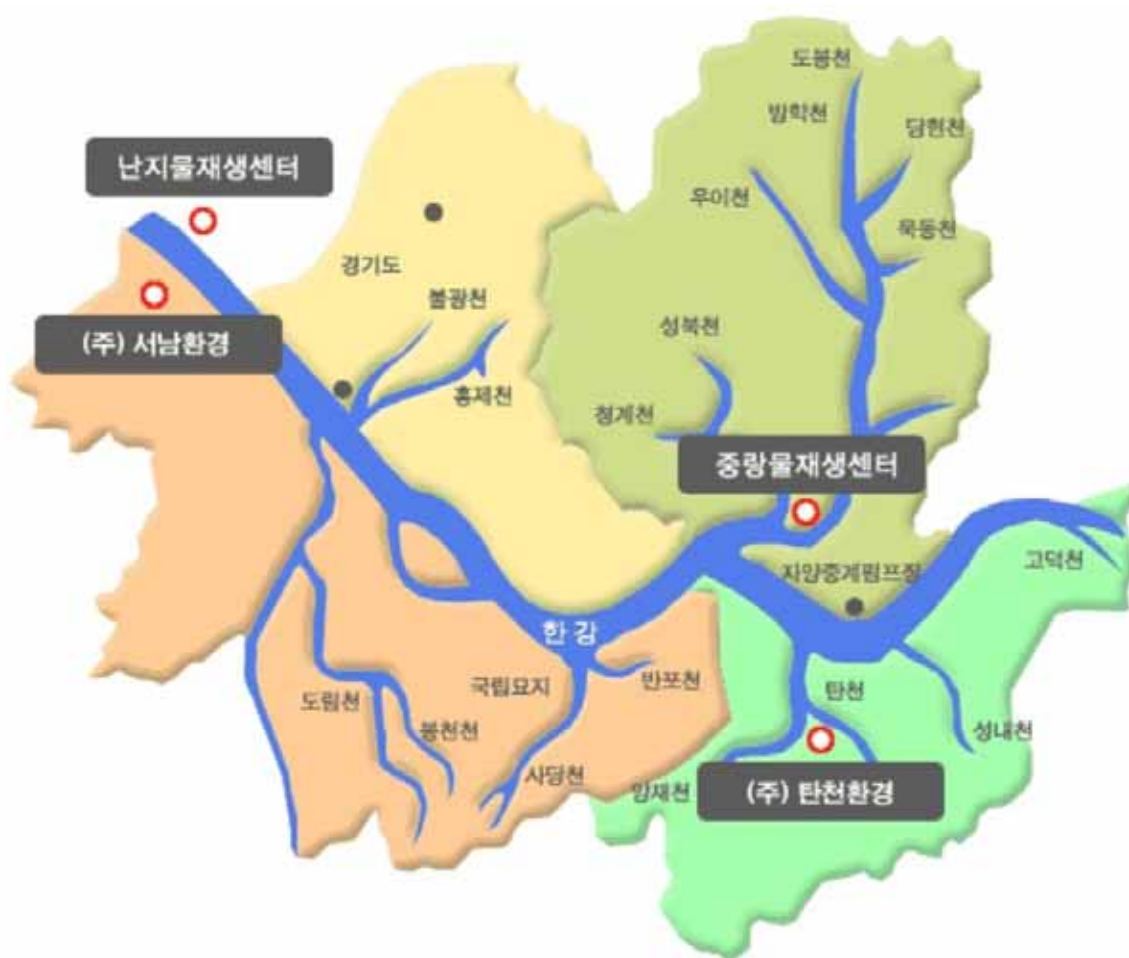 도봉천
방학천
당현천
난지물재생센터
우이천
묵동천
경기도
불광천
성북천
(주) 서남환경
홍제천
청계천
중랑물재생센터
고덕천
자양중계펌프장
한 강
국립묘지
반포천
탄천
도림천
봉천천
성내천
사당천
양재천
(주) 탄천환경